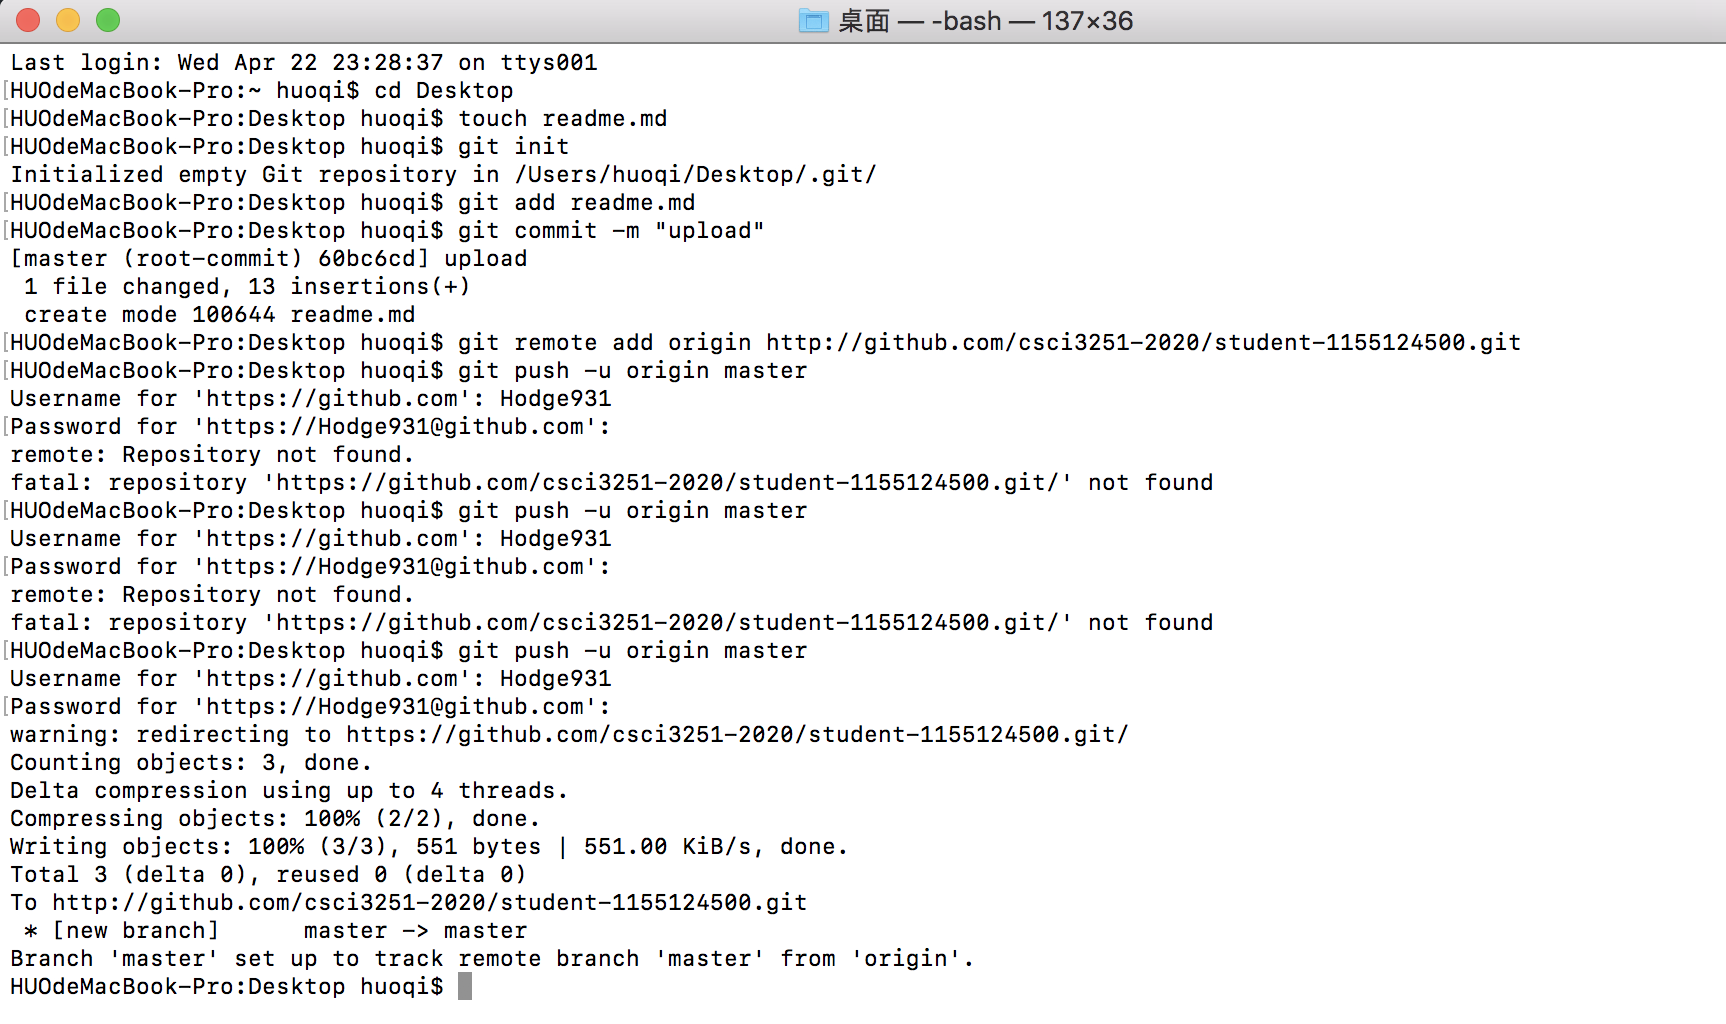 桌面 — -bash — 137×36
Last login: Wed Apr 22 23:28:37 on ttys001
[HUOdeMacBook-Pro:~ huoqi$ cd Desktop
[HUOdeMacBook-Pro:Desktop huoqi$ touch readme.md
[HUOdeMacBook-Pro:Desktop huoqi$ git init
Initialized empty Git repository in /Users/huoqi/Desktop/.git/
[HUOdeMacBook-Pro:Desktop huoqi$ git add readme.md
[HUOdeMacBook-Pro:Desktop huoqi$ git commit -m "upload"
[master (root-commit) 60bc6cd] upload
 1 file changed, 13 insertions(+)
 create mode 100644 readme.md
[HUOdeMacBook-Pro:Desktop huoqi$ git remote add origin http://github.com/csci3251-2020/student-1155124500.git
[HUOdeMacBook-Pro:Desktop huoqi$ git push -u origin master
Username for 'https://github.com': Hodge931
[Password for 'https://Hodge931@github.com':
remote: Repository not found.
fatal: repository 'https://github.com/csci3251-2020/student-1155124500.git/' not found
[HUOdeMacBook-Pro:Desktop huoqi$ git push -u origin master
Username for 'https://github.com': Hodge931
[Password for 'https://Hodge931@github.com':
remote: Repository not found.
fatal: repository 'https://github.com/csci3251-2020/student-1155124500.git/' not found
[HUOdeMacBook-Pro:Desktop huoqi$ git push -u origin master
Username for 'https://github.com': Hodge931
[Password for 'https://Hodge931@github.com':
warning: redirecting to https://github.com/csci3251-2020/student-1155124500.git/
Counting objects: 3, done.
Delta compression using up to 4 threads.
Compressing objects: 100% (2/2), done.
Writing objects: 100% (3/3), 551 bytes | 551.00 KiB/s, done.
Total 3 (delta 0), reused 0 (delta 0)
To http://github.com/csci3251-2020/student-1155124500.git
 * [new branch]      master -> master
Branch 'master' set up to track remote branch 'master' from 'origin'.
HUOdeMacBook-Pro:Desktop huoqi$